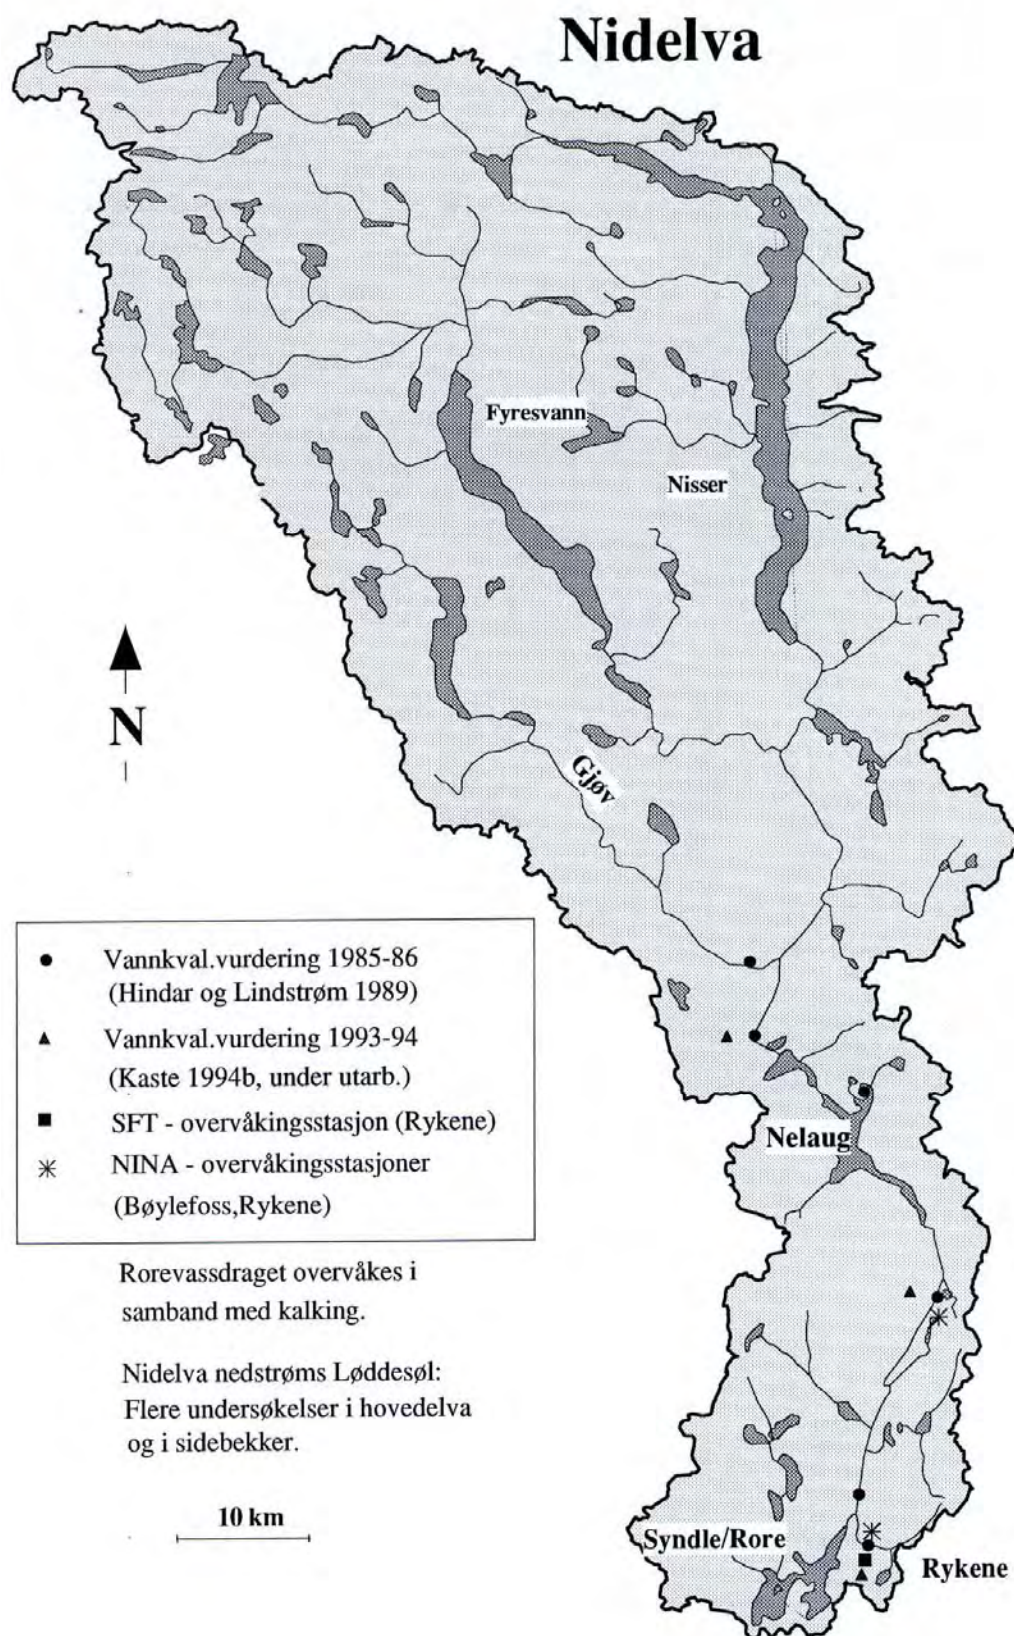 Nidelva
Fyresvann
Nisser
N
Gjøv
Vannkval.vurdering 1985-86
(Hindar og Lindstrøm 1989)
Vannkval.vurdering 1993-94
(Kaste 1994b, under utarb.)
SFT - overvåkingsstasjon (Rykene)
NINA - overvåkingsstasjoner
(Bøylefoss,Rykene)
Nelaug
Rorevassdraget overvåkes i
samband med kalking.
Nidelva nedstrøms Løddesøl:
Flere undersøkelser i hovedelva
og i sidebekker.
10 km
Syndle/Rore
Rykene